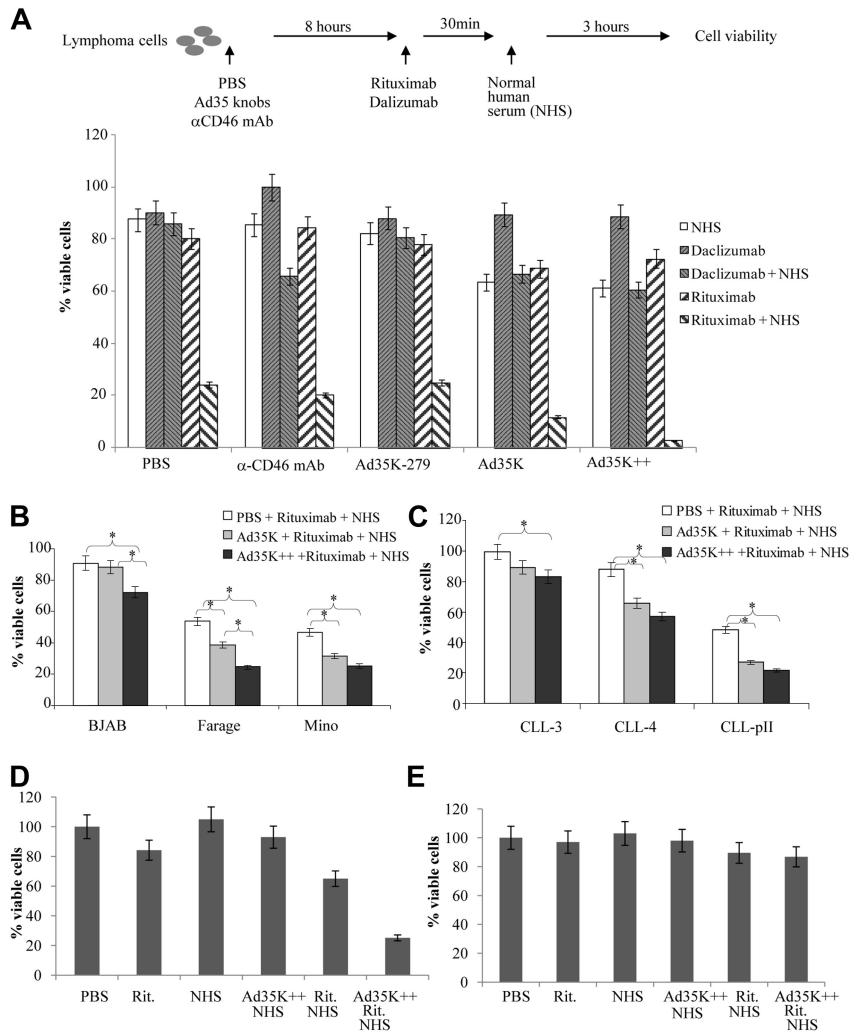 A
Lymphoma cells
8 hours
30min
3 hours
Cell viability
PBS
Ad35 knobs
αCD46 mAb
Rituximab
Dalizumab
Normal
human
serum (NHS)
% viable cells
120
100
80
60
40
20
0
PBS
α-CD46 mAb
Ad35K-279
Ad35K
Ad35K++
NHS
Daclizumab
Daclizumab + NHS
Rituximab
Rituximab + NHS
B
PBS + Rituximab + NHS
Ad35K + Rituximab + NHS
Ad35K++ +Rituximab + NHS
% viable cells
100
80
60
40
20
0
* *
* * *
* *
BJAB
Farage
Mino
C
PBS + Rituximab + NHS
Ad35K + Rituximab + NHS
Ad35K++ +Rituximab + NHS
% viable cells
120
100
80
60
40
20
0
*
* *
* *
CLL-3
CLL-4
CLL-pII
D
% viable cells
120
100
80
60
40
20
0
PBS
Rit.
NHS
Ad35K++
NHS
Rit.
NHS
Ad35K++
Rit.
NHS
E
% viable cells
120
100
80
60
40
20
100
120
PBS
Rit.
NHS
Ad35K++
NHS
Rit.
NHS
Ad35K++
Rit.
NHS